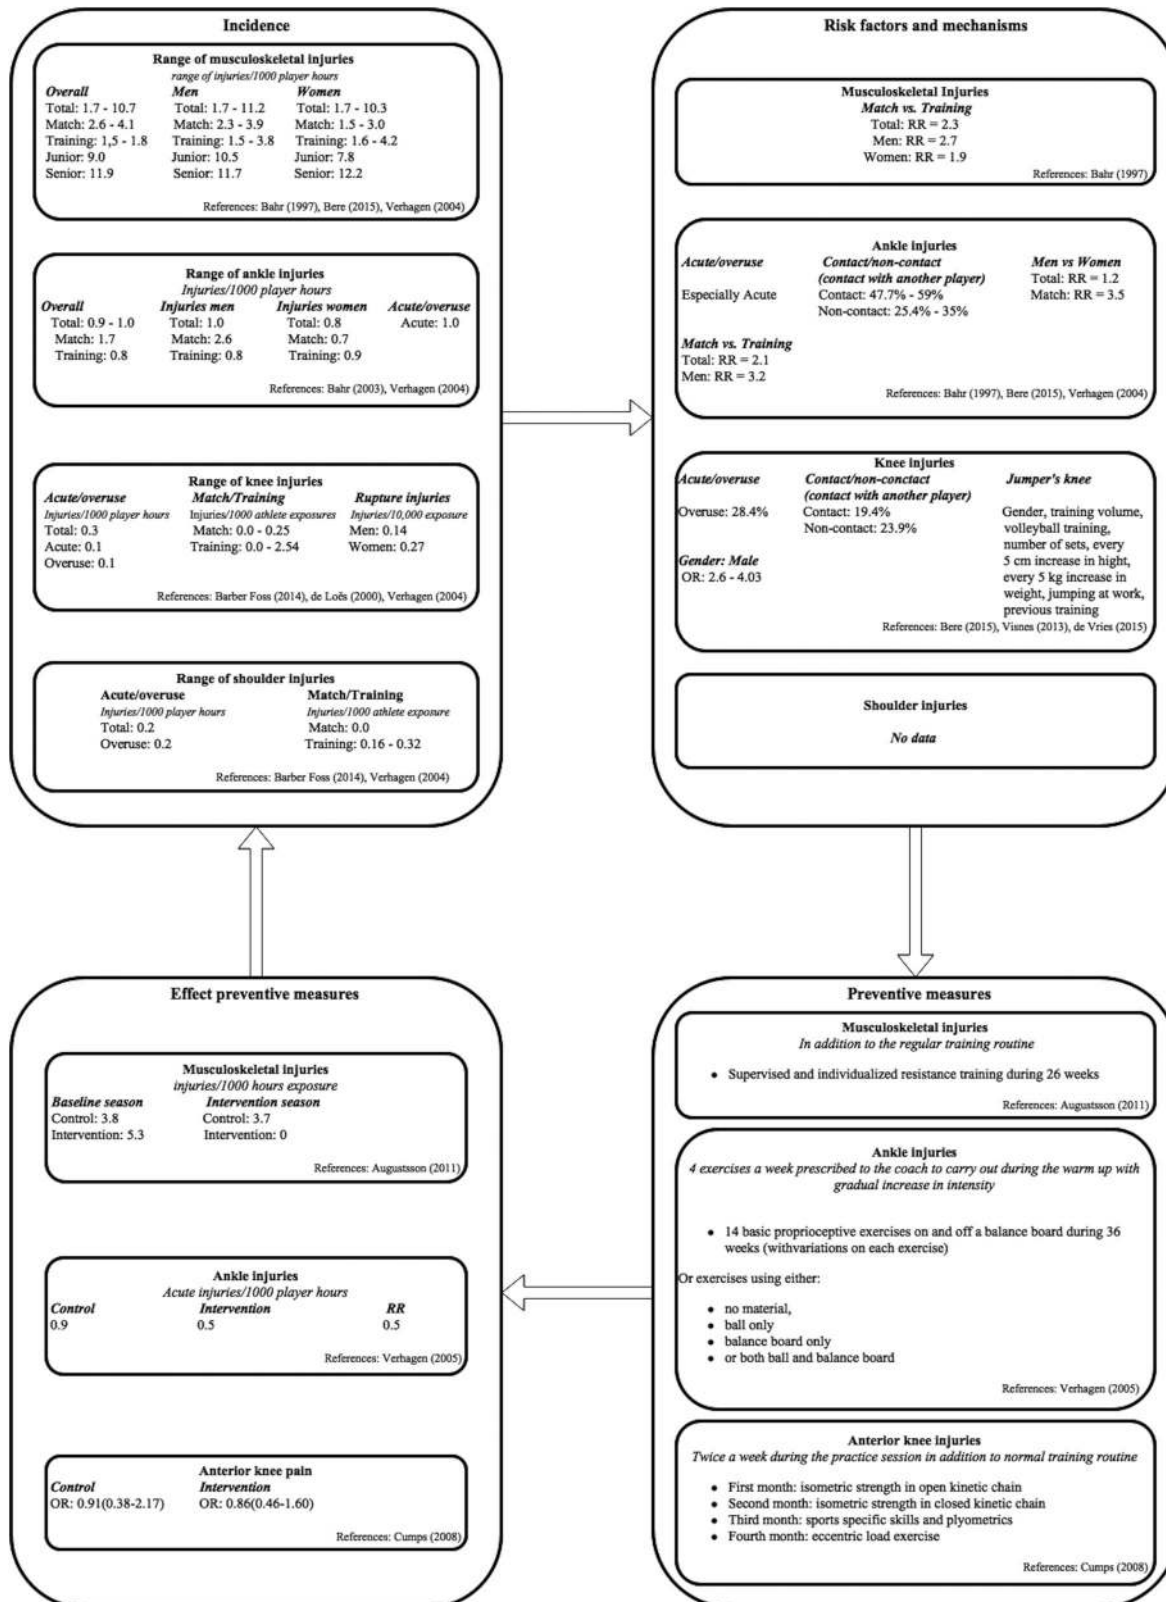 Incidence
Range of musculoskeletal injuries
range of injuries/1000 player hours
Overall Men Women
Total: 1.7 - 10.7 Total: 1.7 - 11.2 Total: 1.7 - 10.3
Match: 2.6 - 4.1 Match: 2.3 - 3.9 Match: 1.5 - 3.0
Training: 1,5 - 1.8 Training: 1.5 - 3.8 Training: 1.6 - 4.2
Junior: 9.0 Junior: 10.5 Junior: 7.8
Senior: 11.9 Senior: 11.7 Senior: 12.2
References: Bahr (1997), Bere (2015), Verhagen (2004)
Range of ankle injuries
Injuries/1000 player hours
Overall Injuries men Injuries women Acute/overuse
Total: 0.9 - 1.0 Total: 1.0 Total: 0.8 Acute: 1.0
Match: 1.7 Match: 2.6 Match: 0.7
Training: 0.8 Training: 0.8 Training: 0.9
References: Bahr (2003), Verhagen (2004)
Range of knee injuries
Acute/overuse Match/Training Rupture injuries
Injuries/1000 player hours Injuries/1000 athlete exposures Injuries/10,000 exposure
Total: 0.3 Match: 0.0 - 0.25 Men: 0.14
Acute: 0.1 Training: 0.0 - 2.54 Women: 0.27
Overuse: 0.1
References: Barber Foss (2014), de Loës (2000), Verhagen (2004)
Range of shoulder injuries
Acute/overuse Match/Training
Injuries/1000 player hours Injuries/1000 athlete exposure
Total: 0.2 Match: 0.0
Overuse: 0.2 Training: 0.16 - 0.32
References: Barber Foss (2014), Verhagen (2004)
Risk factors and mechanisms
Musculoskeletal Injuries
Match vs. Training
Total: RR = 2.3
Men: RR = 2.7
Women: RR = 1.9
References: Bahr (1997)
Ankle injuries
Acute/overuse Contact/non-contact Men vs Women
(contact with another player) Total: RR = 1.2
Especially Acute Contact: 47.7% - 59% Match: RR = 3.5
Non-contact: 25.4% - 35%
Match vs. Training
Total: RR = 2.1
Men: RR = 3.2
References: Bahr (1997), Bere (2015), Verhagen (2004)
Knee injuries
Acute/overuse Contact/non-conctact Jumper's knee
(contact with another player)
Overuse: 28.4% Contact: 19.4% Gender, training volume,
Non-contact: 23.9% volleyball training,
number of sets, every
Gender: Male 5 cm increase in hight,
OR: 2.6 - 4.03 every 5 kg increase in
weight, jumping at work,
previous training
References: Bere (2015), Visnes (2013), de Vries (2015)
Shoulder injuries
No data
Effect preventive measures
Musculoskeletal injuries
injuries/1000 hours exposure
Baseline season Intervention season
Control: 3.8 Control: 3.7
Intervention: 5.3 Intervention: 0
References: Augustsson (2011)
Ankle injuries
Acute injuries/1000 player hours
Control Intervention RR
0.9 0.5 0.5
References: Verhagen (2005)
Anterior knee pain
Control Intervention
OR: 0.91(0.38-2.17) OR: 0.86(0.46-1.60)
References: Cumps (2008)
Preventive measures
Musculoskeletal injuries
In addition to the regular training routine
• Supervised and individualized resistance training during 26 weeks
References: Augustsson (2011)
Ankle injuries
4 exercises a week prescribed to the coach to carry out during the warm up with
gradual increase in intensity
• 14 basic proprioceptive exercises on and off a balance board during 36
weeks (withvariations on each exercise)
Or exercises using either:
• no material,
• ball only
• balance board only
• or both ball and balance board
References: Verhagen (2005)
Anterior knee injuries
Twice a week during the practice session in addition to normal training routine
• First month: isometric strength in open kinetic chain
• Second month: isometric strength in closed kinetic chain
• Third month: sports specific skills and plyometrics
• Fourth month: eccentric load exercise
References: Cumps (2008)